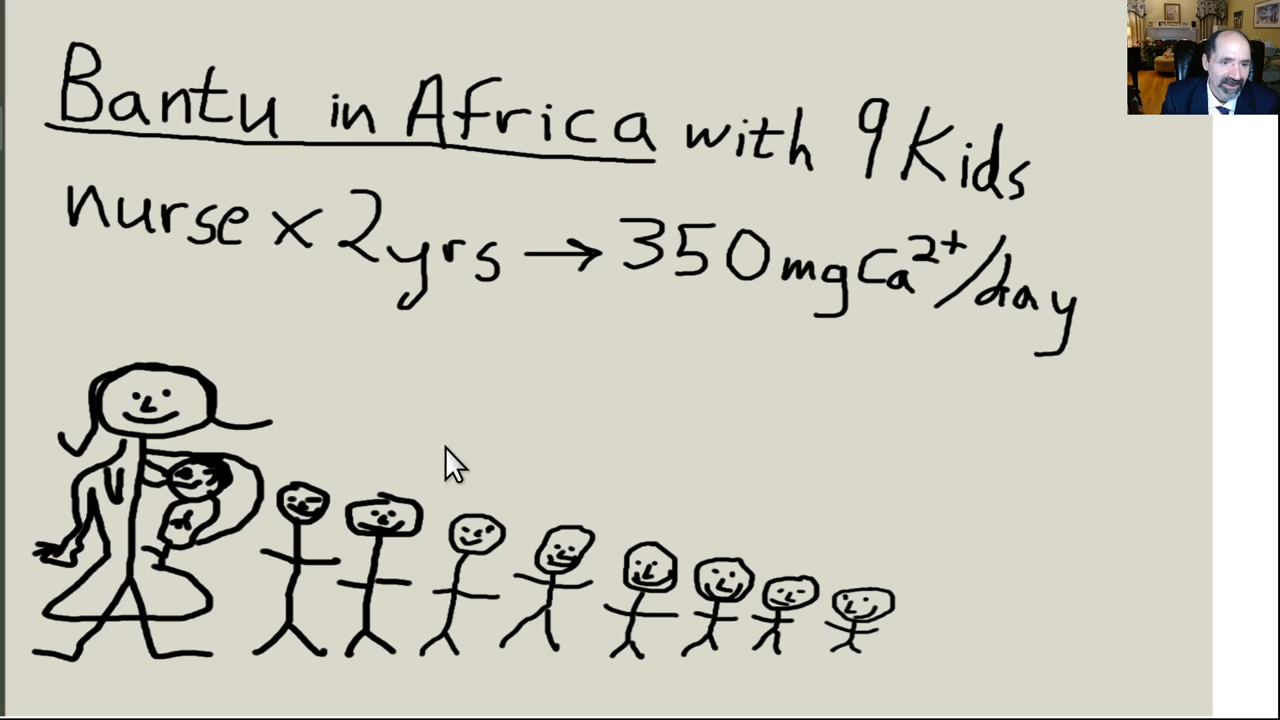 Bantu in Africa with 9 Kids
nurse x 2yrs → 350mg Ca²⁺/day